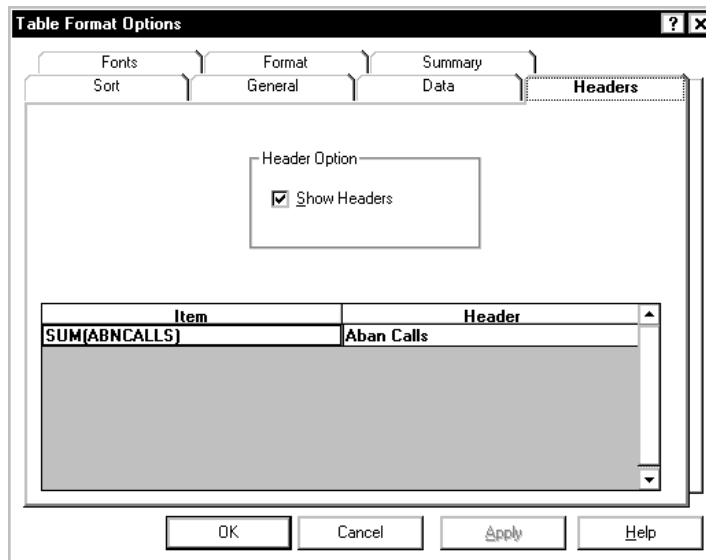 Table Format Options
Fonts Format Summary
Sort General Data Headers
Header Option
Show Headers
Item Header
SUM(ABNCALLS) Aban Calls
OK Cancel Apply Help